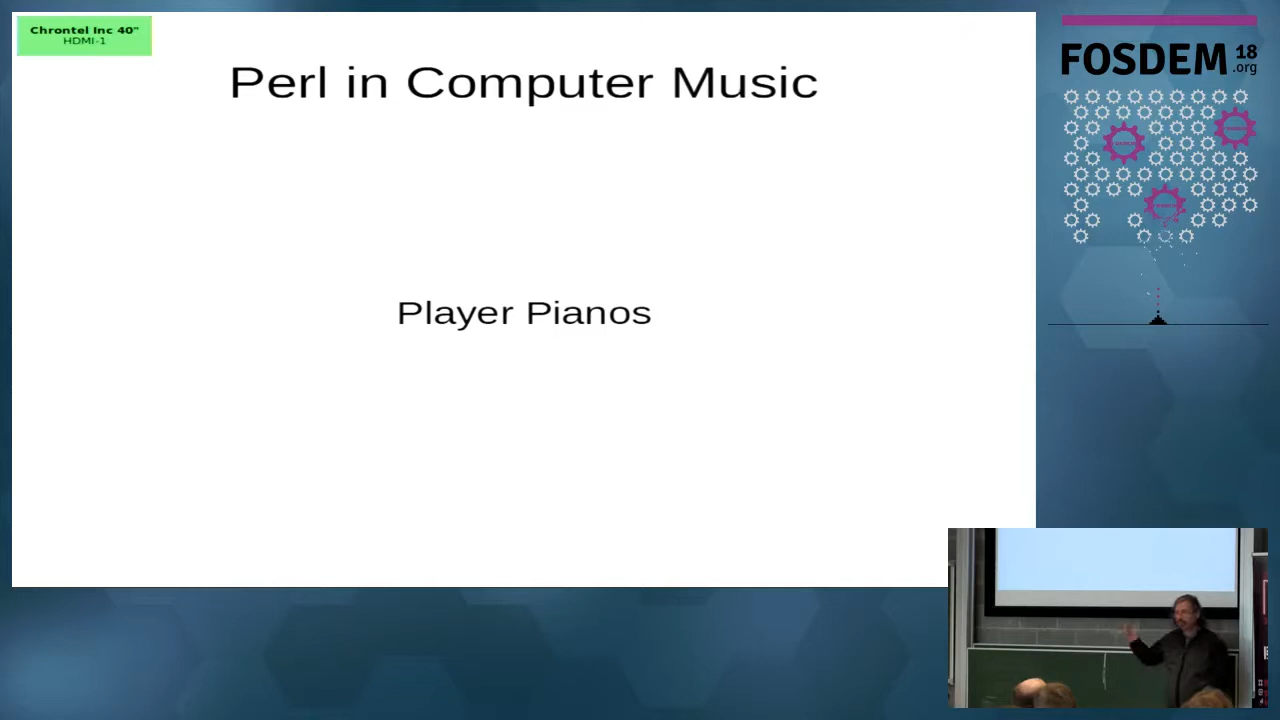 Chrontel Inc 40"
HDMI-1
Perl in Computer Music
Player Pianos
FOSDEM 18
.org